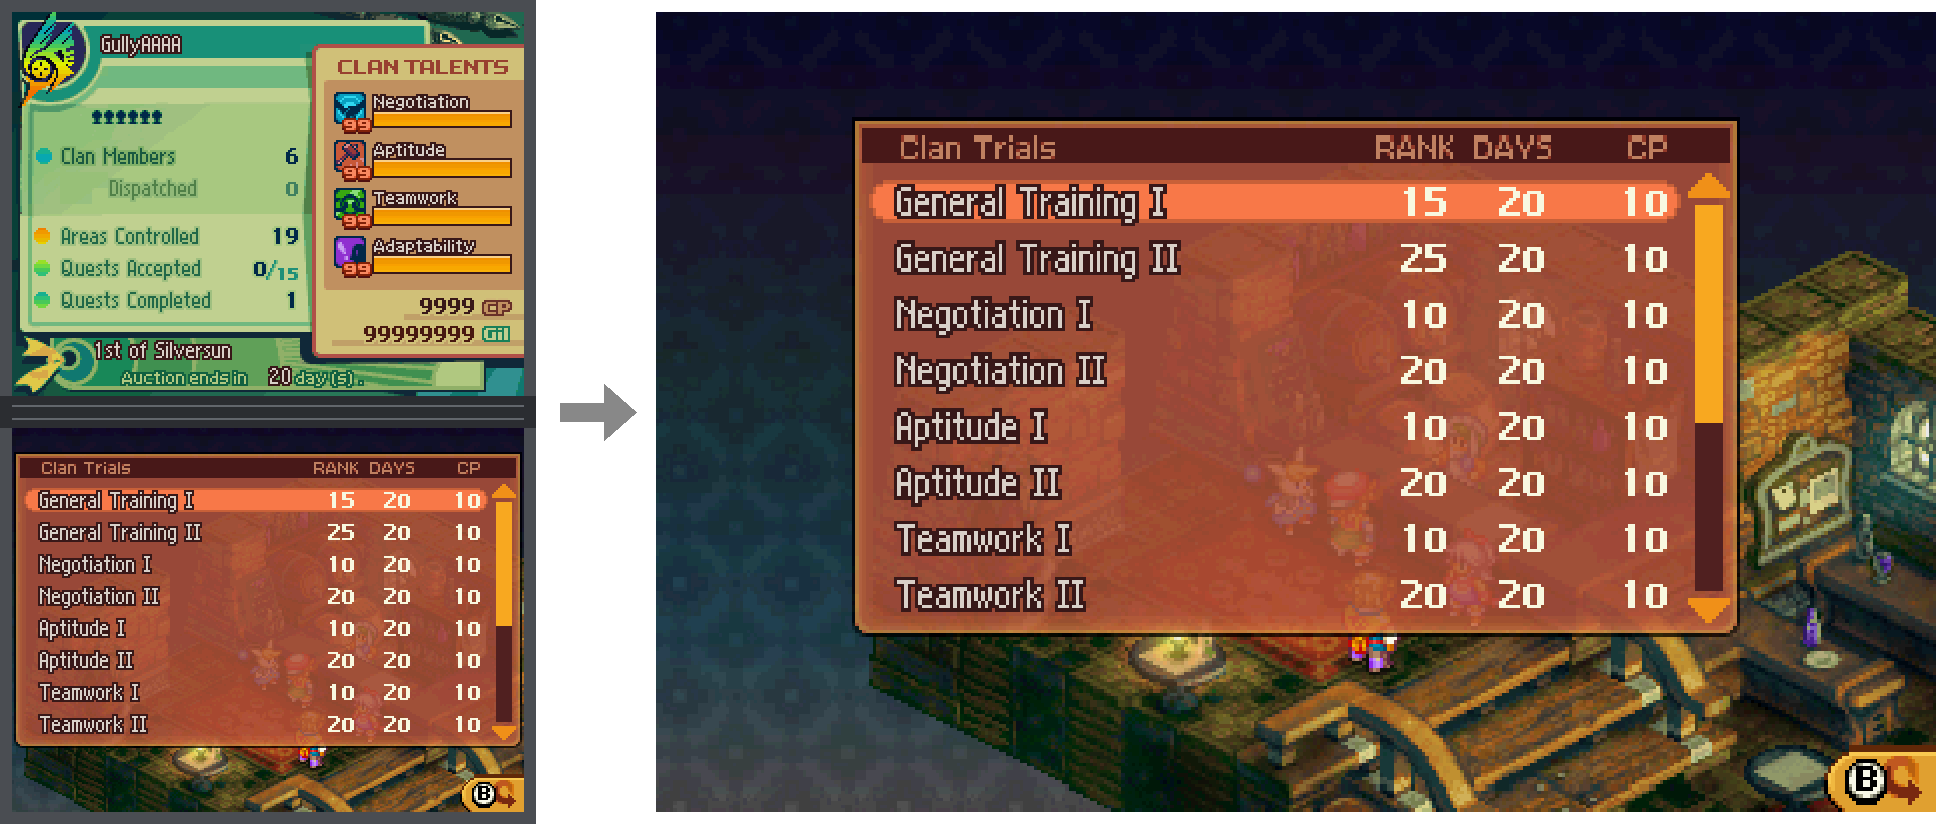 GullyAAAA
CLAN TALENTS
Negotiation
99
Aptitude
99
Teamwork
99
Adaptability
99
Clan Members 6
Dispatched 0
Areas Controlled 19
Quests Accepted 0/15
Quests Completed 1
9999 CP
99999999 Gil
1st of Silversun
Auction ends in 20 day(s).
Clan Trials RANK DAYS CP
General Training I 15 20 10
General Training II 25 20 10
Negotiation I 10 20 10
Negotiation II 20 20 10
Aptitude I 10 20 10
Aptitude II 20 20 10
Teamwork I 10 20 10
Teamwork II 20 20 10
B
Clan Trials RANK DAYS CP
General Training I 15 20 10
General Training II 25 20 10
Negotiation I 10 20 10
Negotiation II 20 20 10
Aptitude I 10 20 10
Aptitude II 20 20 10
Teamwork I 10 20 10
Teamwork II 20 20 10
B